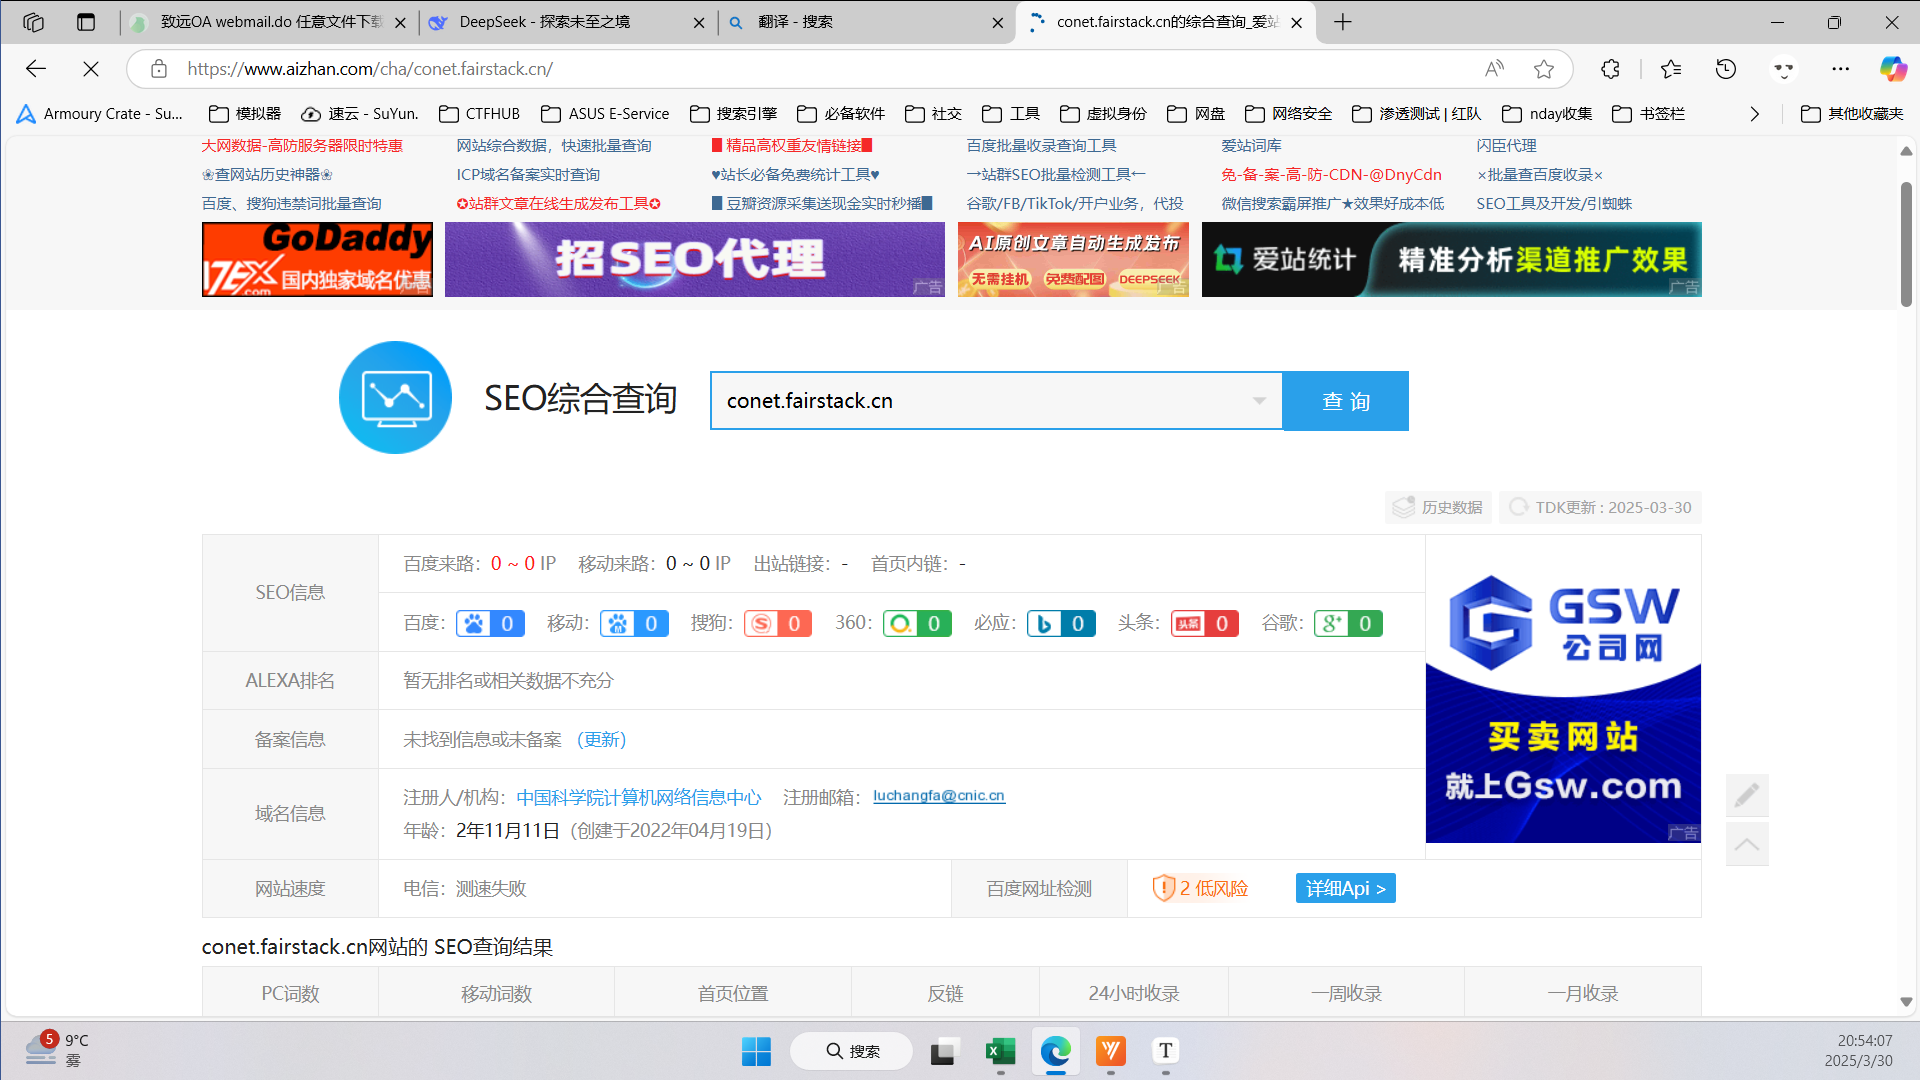 致远OA webmail.do 任意文件下载
DeepSeek - 探索未至之境
翻译 - 搜索
conet.fairstack.cn的综合查询_爱站
https://www.aizhan.com/cha/conet.fairstack.cn/
Armoury Crate - Su...
模拟器
速云 - SuYun.
CTFHUB
ASUS E-Service
搜索引擎
必备软件
社交
工具
虚拟身份
网盘
网络安全
渗透测试 | 红队
nday收集
书签栏
其他收藏夹
大网数据-高防服务器限时特惠
网站综合数据，快速批量查询
█精品高权重友情链接█
百度批量收录查询工具
爱站词库
闪臣代理
❀查网站历史神器❀
ICP域名备案实时查询
♥站长必备免费统计工具♥
→站群SEO批量检测工具←
免-备-案-高-防-CDN-@DnyCdn
×批量查百度收录×
百度、搜狗违禁词批量查询
✪站群文章在线生成发布工具✪
█豆瓣资源采集送现金实时秒播█
谷歌/FB/TikTok/开户业务，代投
微信搜索霸屏推广★效果好成本低
SEO工具及开发/引蜘蛛
GoDaddy
17EX.com
国内独家域名优惠
广告
招SEO代理
广告
AI原创文章自动生成发布
无需挂机
免费配图
DEEPSEEK
广告
爱站统计
精准分析渠道推广效果
广告
SEO综合查询
conet.fairstack.cn
查 询
历史数据
TDK更新 : 2025-03-30
SEO信息
百度来路： 0 ~ 0 IP 移动来路： 0 ~ 0 IP 出站链接： - 首页内链： -
百度： 0 移动： 0 搜狗： S 0 360： 0 必应： b 0 头条： 头条 0 谷歌： 8+ 0
ALEXA排名
暂无排名或相关数据不充分
备案信息
未找到信息或未备案 （更新）
域名信息
注册人/机构： 中国科学院计算机网络信息中心 注册邮箱： luchangfa@cnic.cn
年龄： 2年11月11日（创建于2022年04月19日）
GSW
公司网
买卖网站
就上Gsw.com
广告
网站速度
电信： 测速失败
百度网址检测
2 低风险
详细Api >
conet.fairstack.cn网站的 SEO查询结果
PC词数
移动词数
首页位置
反链
24小时收录
一周收录
一月收录
5
9°C
雾
搜索
T
20:54:07
2025/3/30